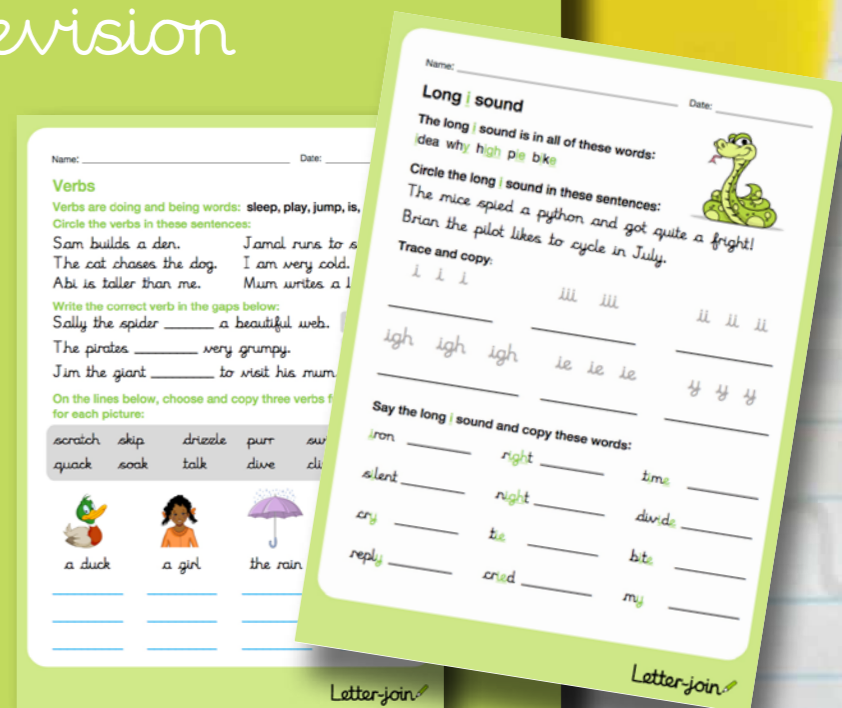 Name:
Date:
Verbs
Verbs are doing and being words: sleep, play, jump, is,
Circle the verbs in these sentences:
Sam builds a den. Jamal runs to
The cat chases the dog. I am very cold.
Abi is taller than me. Mum writes a
Write the correct verb in the gaps below:
Sally the spider ______ a beautiful web.
The pirates ________ very grumpy.
Jim the giant ________ to visit his mum
On the lines below, choose and copy three verbs
for each picture:
scratch skip drizzle purr
quack soak talk dive
a duck a girl the rain
Letter-join
Name:
Date:
Long i sound
The long i sound is in all of these words:
idea why high pie bike
Circle the long i sound in these sentences:
The mice spied a python and got quite a fright!
Brian the pilot likes to cycle in July.
Trace and copy:
i i i iii iii ii ii ii
igh igh igh ie ie ie y y y
Say the long i sound and copy these words:
iron right time
silent night divide
cry tie bite
reply cried my
Letter-join